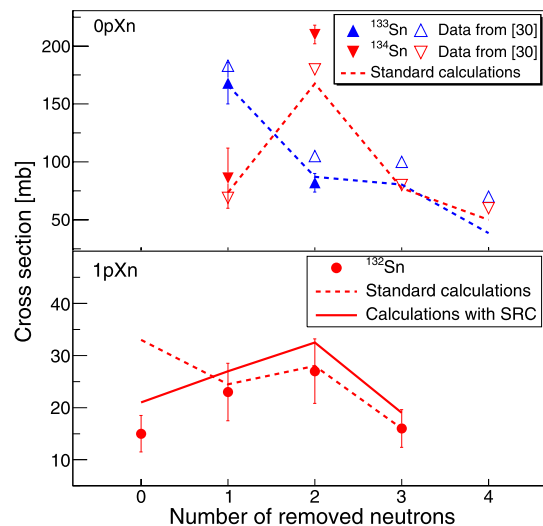 0pXn
¹³³Sn Data from [30]
¹³⁴Sn Data from [30]
Standard calculations
200
150
100
50
Cross section [mb]
1pXn
¹³²Sn
Standard calculations
Calculations with SRC
40
30
20
10
0 1 2 3 4
Number of removed neutrons